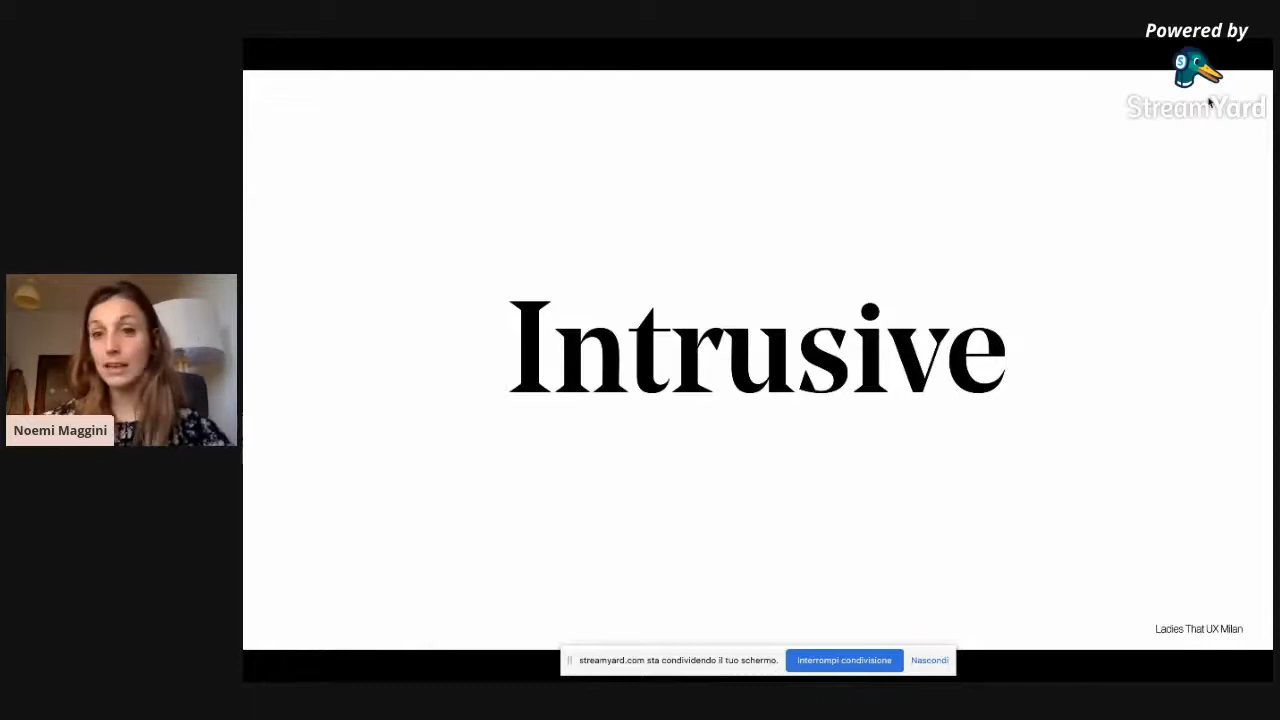 Powered by
StreamYard
Intrusive
Noemi Maggini
Ladies That UX Milan
streamyard.com sta condividendo il tuo schermo.
Interrompi condivisione
Nascondi